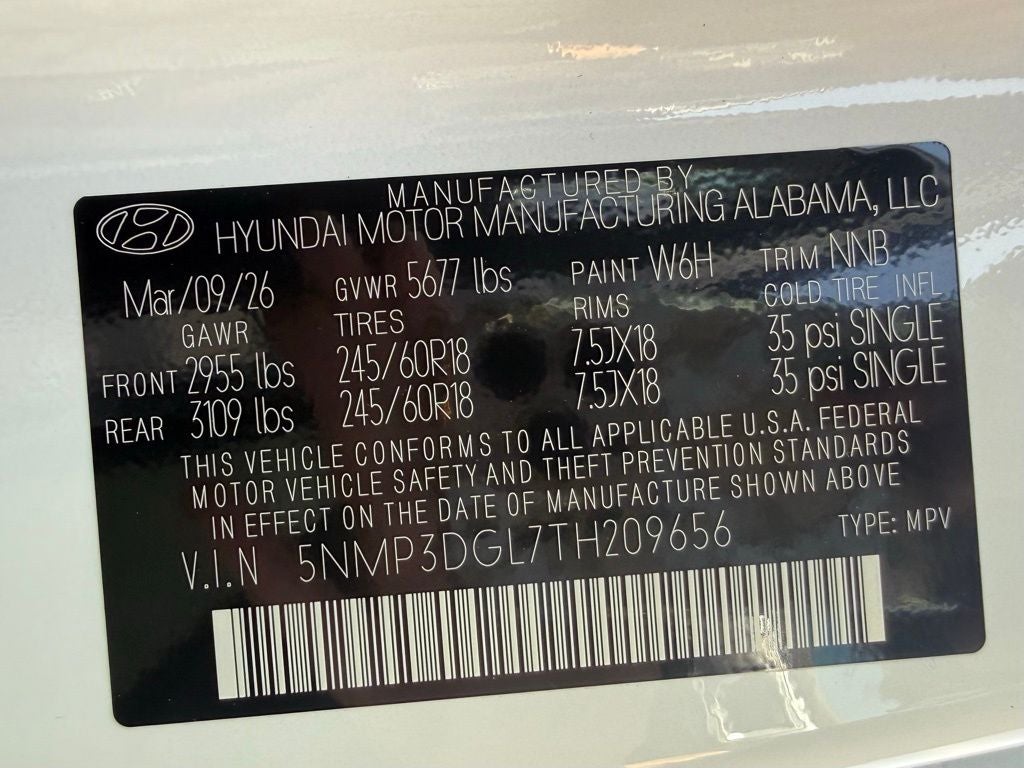 MANUFACTURED BY
HYUNDAI MOTOR MANUFACTURING ALABAMA, LLC
Mar/09/26 GVWR 5677 lbs PAINT W6H TRIM NNB
GAWR TIRES RIMS COLD TIRE INFL
FRONT 2955 lbs 245/60R18 7.5JX18 35 psi SINGLE
REAR 3109 lbs 245/60R18 7.5JX18 35 psi SINGLE
THIS VEHICLE CONFORMS TO ALL APPLICABLE U.S.A. FEDERAL
MOTOR VEHICLE SAFETY AND THEFT PREVENTION STANDARDS
IN EFFECT ON THE DATE OF MANUFACTURE SHOWN ABOVE
V.I.N 5NMP3DGL7TH209656 TYPE: MPV